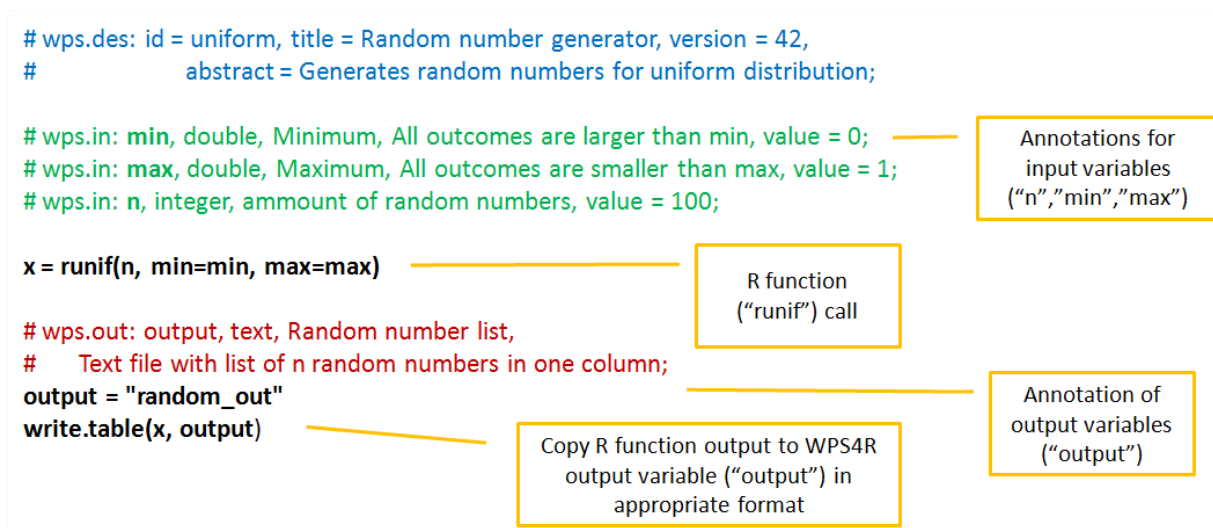 # wps.des: id = uniform, title = Random number generator, version = 42,
# abstract = Generates random numbers for uniform distribution;
# wps.in: min, double, Minimum, All outcomes are larger than min, value = 0;
# wps.in: max, double, Maximum, All outcomes are smaller than max, value = 1;
# wps.in: n, integer, ammount of random numbers, value = 100;
Annotations for
input variables
(“n”,”min”,”max”)
x = runif(n, min=min, max=max)
R function
(“runif”) call
# wps.out: output, text, Random number list,
# Text file with list of n random numbers in one column;
output = "random_out"
write.table(x, output)
Annotation of
output variables
(“output”)
Copy R function output to WPS4R
output variable (“output”) in
appropriate format